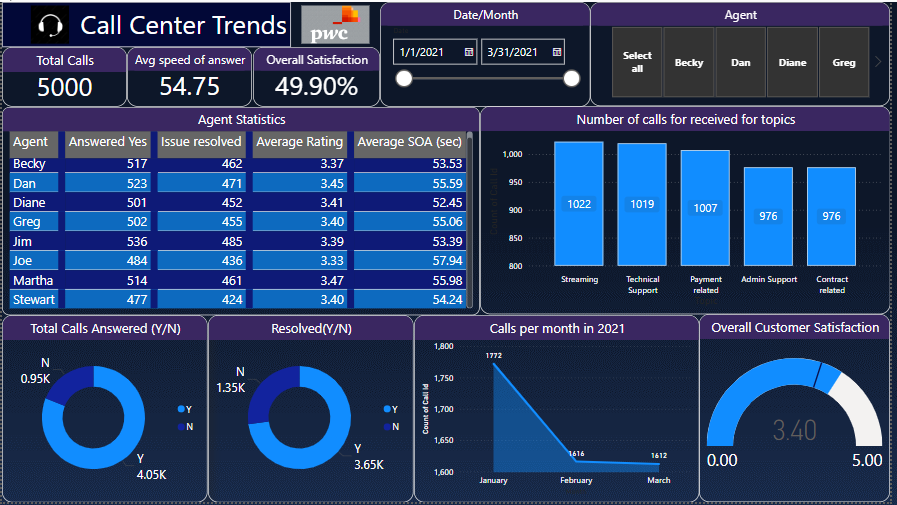 Call Center Trends
pwc
Date/Month
1/1/2021
3/31/2021
Agent
Select all
Becky
Dan
Diane
Greg
Total Calls
5000
Avg speed of answer
54.75
Overall Satisfaction
49.90%
Agent Statistics
Agent Answered Yes Issue resolved Average Rating Average SOA (sec)
Becky 517 462 3.37 53.53
Dan 523 471 3.45 55.59
Diane 501 452 3.41 52.45
Greg 502 455 3.40 55.06
Jim 536 485 3.39 53.39
Joe 484 436 3.33 57.94
Martha 514 461 3.47 55.98
Stewart 477 424 3.40 54.24
Number of calls for received for topics
Count of Call Id
1,000
950
900
850
800
1022
1019
1007
976
976
Streaming
Technical Support
Payment related
Admin Support
Contract related
Total Calls Answered (Y/N)
N
0.95K
Y
4.05K
Y
N
Resolved(Y/N)
N
1.35K
Y
3.65K
Y
N
Calls per month in 2021
Count of Call Id
1,800
1,750
1,700
1,650
1,600
1772
1616
1612
January
February
March
Overall Customer Satisfaction
3.40
0.00
5.00